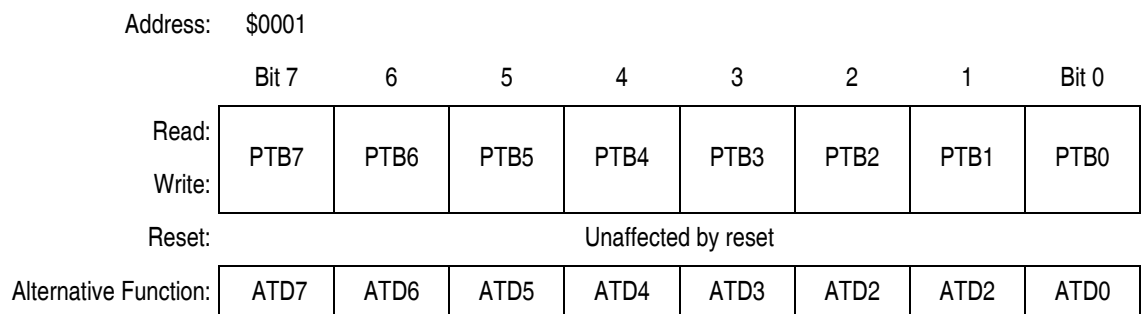 Address: $0001
Bit 7 6 5 4 3 2 1 Bit 0
Read:
PTB7 PTB6 PTB5 PTB4 PTB3 PTB2 PTB1 PTB0
Write:
Reset: Unaffected by reset
Alternative Function: ATD7 ATD6 ATD5 ATD4 ATD3 ATD2 ATD2 ATD0